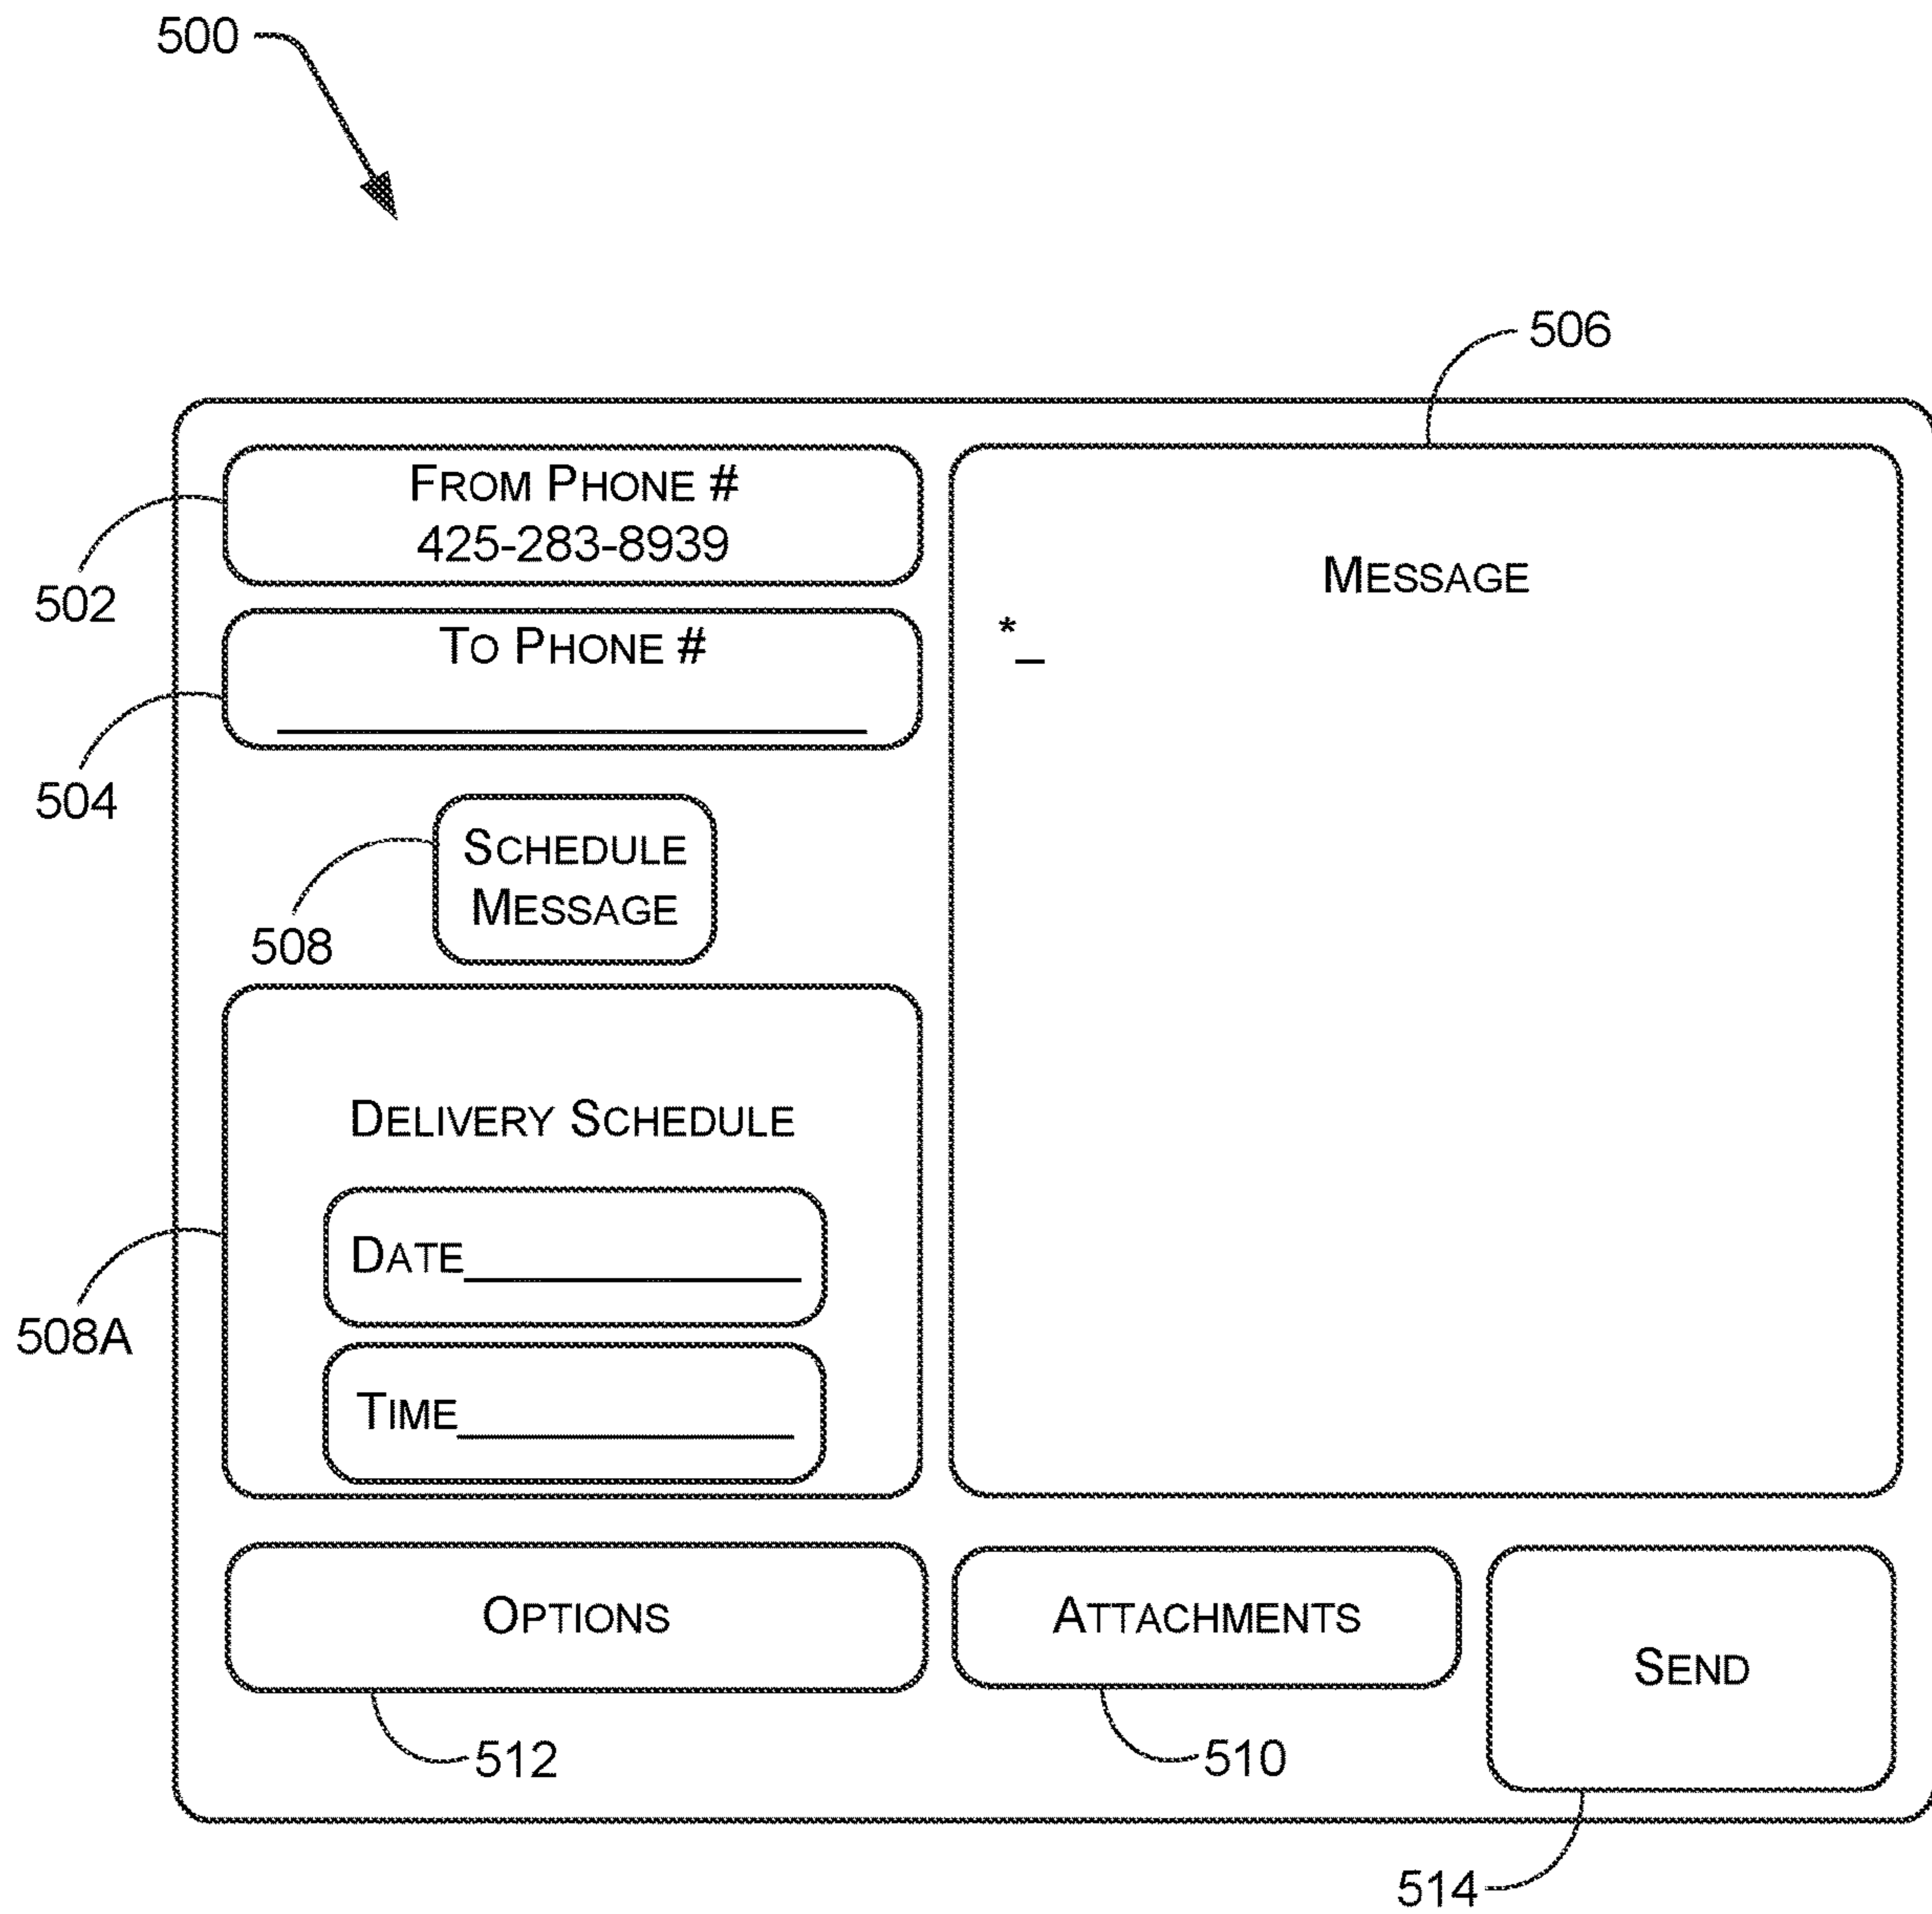 500
506
FROM PHONE #
425-283-8939
502
TO PHONE #
504
MESSAGE
*_
SCHEDULE
MESSAGE
508
DELIVERY SCHEDULE
DATE
TIME
508A
OPTIONS
ATTACHMENTS
SEND
512
510
514